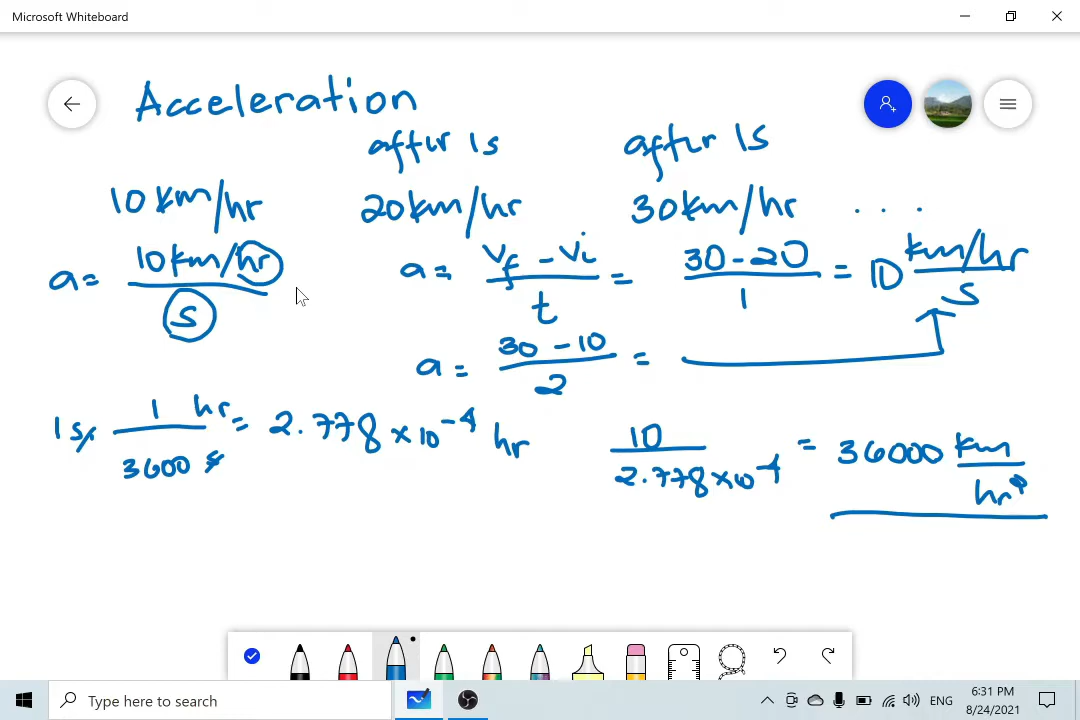 Microsoft Whiteboard
Acceleration
after 1s after 1s
10 km/hr 20 km/hr 30 km/hr ...
a = 10 km/hr / s a = vf - vi / t = 30 - 20 / 1 = 10 km/hr / s
a = 30 - 10 / 2 =
1 s × 1 hr / 3600 s = 2.778 × 10^-4 hr 10 / 2.778 × 10^-4 = 36000 km / hr²
Type here to search
ENG
6:31 PM
8/24/2021